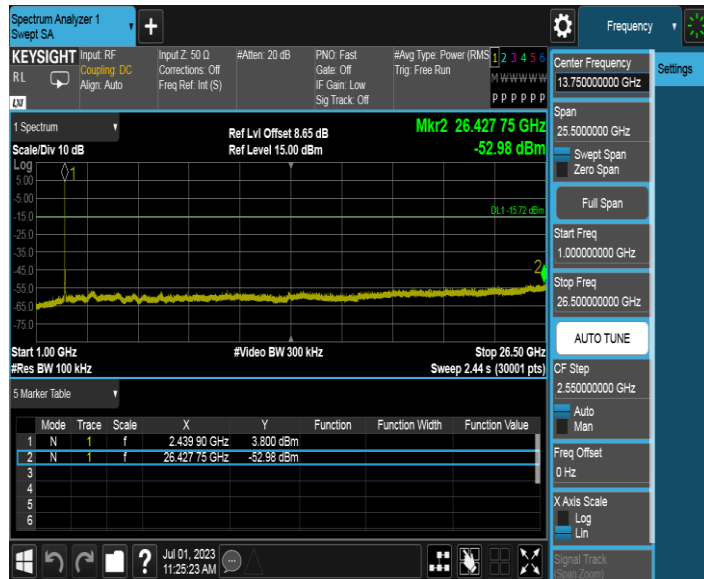 Spectrum Analyzer 1
Swept SA
Frequency
KEYSIGHT
RL
LXI
Input: RF
Coupling: DC
Align: Auto
Input Z: 50 Ω
Corrections: Off
Freq Ref: Int (S)
#Atten: 20 dB
PNO: Fast
Gate: Off
IF Gain: Low
Sig Track: Off
#Avg Type: Power (RMS
Trig: Free Run
1 2 3 4 5 6
M W W W W W
P P P P P P
Center Frequency
13.750000000 GHz
Settings
Span
25.5000000 GHz
Swept Span
Zero Span
Full Span
Start Freq
1.000000000 GHz
Stop Freq
26.500000000 GHz
AUTO TUNE
CF Step
2.550000000 GHz
Auto
Man
Freq Offset
0 Hz
X Axis Scale
Log
Lin
Signal Track
(Span Zoom)
1 Spectrum
Scale/Div 10 dB
Ref Lvl Offset 8.65 dB
Ref Level 15.00 dBm
Mkr2 26.427 75 GHz
-52.98 dBm
Log
5.00
-5.00
-15.0
-25.0
-35.0
-45.0
-55.0
-65.0
-75.0
1
DL1 -15.72 dBm
2
Start 1.00 GHz
#Res BW 100 kHz
#Video BW 300 kHz
Stop 26.50 GHz
Sweep 2.44 s (30001 pts)
5 Marker Table
Mode Trace Scale X Y Function Function Width Function Value
1 N 1 f 2.439 90 GHz 3.800 dBm
2 N 1 f 26.427 75 GHz -52.98 dBm
3
4
5
6
?
Jul 01, 2023
11:25:23 AM